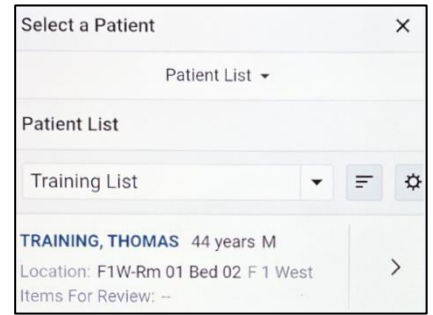 Select a Patient
Patient List
Patient List
Training List
TRAINING, THOMAS 44 years M
Location: F1W-Rm 01 Bed 02 F 1 West
Items For Review: --